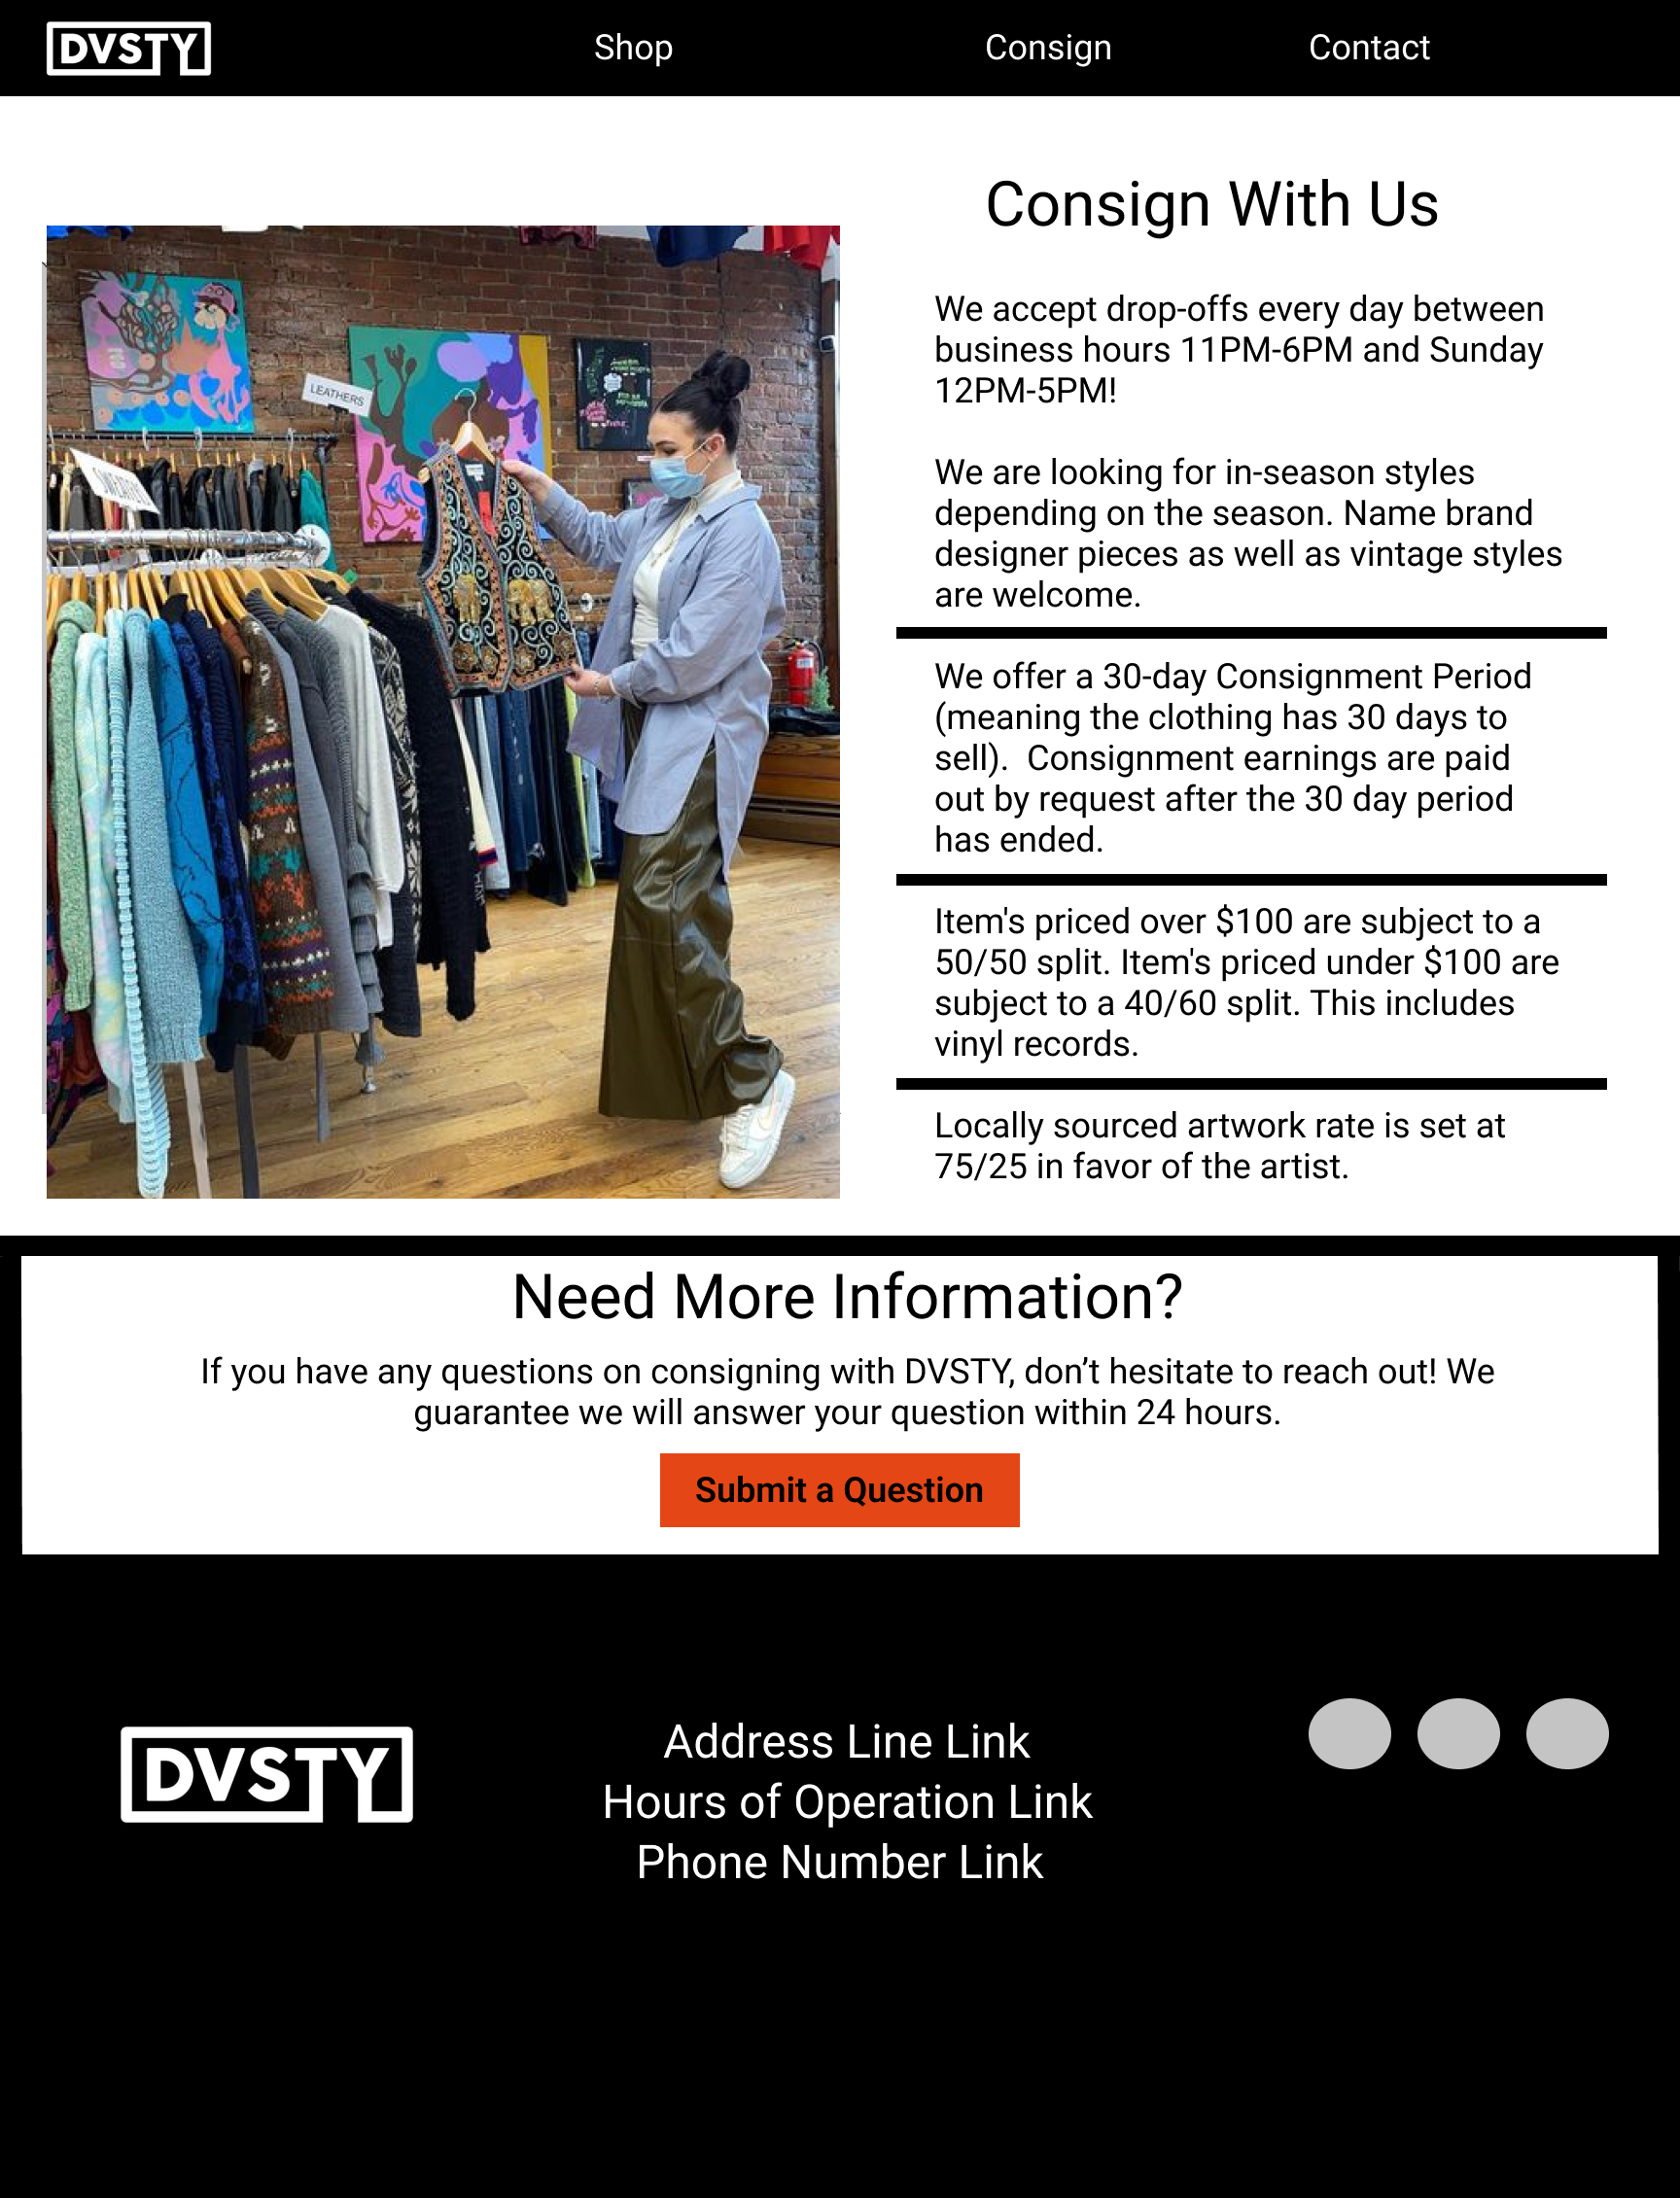 DVSTY
Shop
Consign
Contact
Consign With Us
LEATHERS
We accept drop-offs every day between
business hours 11PM-6PM and Sunday
12PM-5PM!
We are looking for in-season styles
depending on the season. Name brand
designer pieces as well as vintage styles
are welcome.
We offer a 30-day Consignment Period
(meaning the clothing has 30 days to
sell).  Consignment earnings are paid
out by request after the 30 day period
has ended.
Item's priced over $100 are subject to a
50/50 split. Item's priced under $100 are
subject to a 40/60 split. This includes
vinyl records.
Locally sourced artwork rate is set at
75/25 in favor of the artist.
Need More Information?
If you have any questions on consigning with DVSTY, don’t hesitate to reach out! We
guarantee we will answer your question within 24 hours.
Submit a Question
DVSTY
Address Line Link
Hours of Operation Link
Phone Number Link